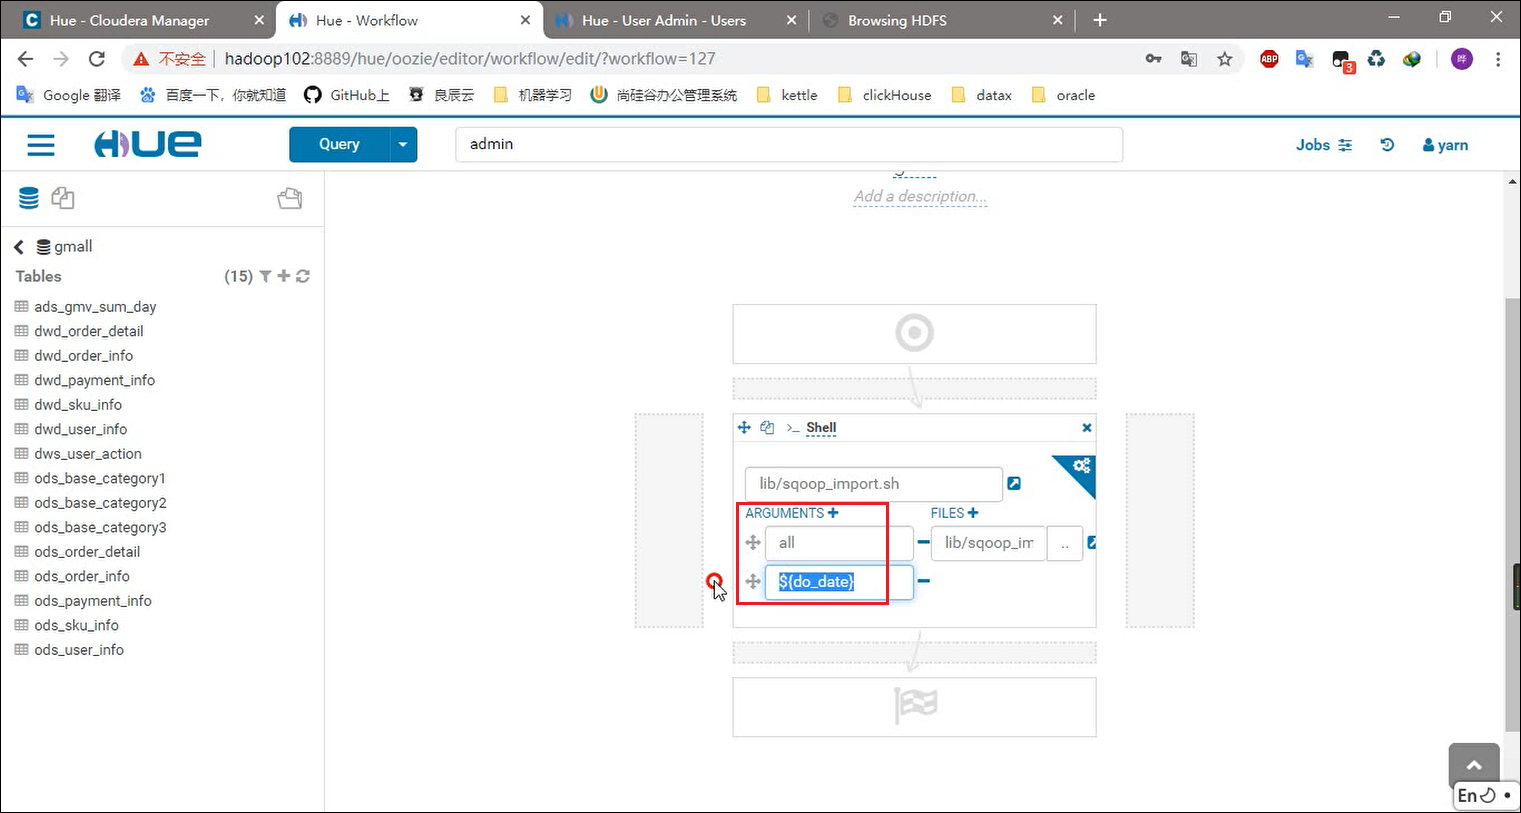 Hue - Cloudera Manager
Hue - Workflow
Hue - User Admin - Users
Browsing HDFS
不安全
hadoop102:8889/hue/oozie/editor/workflow/edit/?workflow=127
ABP
3
晔
Google 翻译
百度一下，你就知道
GitHub上
良辰云
机器学习
尚硅谷办公管理系统
kettle
clickHouse
datax
oracle
HUE
Query
admin
Jobs
yarn
Add a description...
gmall
Tables
(15)
ads_gmv_sum_day
dwd_order_detail
dwd_order_info
dwd_payment_info
dwd_sku_info
dwd_user_info
dws_user_action
ods_base_category1
ods_base_category2
ods_base_category3
ods_order_detail
ods_order_info
ods_payment_info
ods_sku_info
ods_user_info
>_ Shell
lib/sqoop_import.sh
ARGUMENTS
FILES
all
lib/sqoop_im
..
${do_date}
En